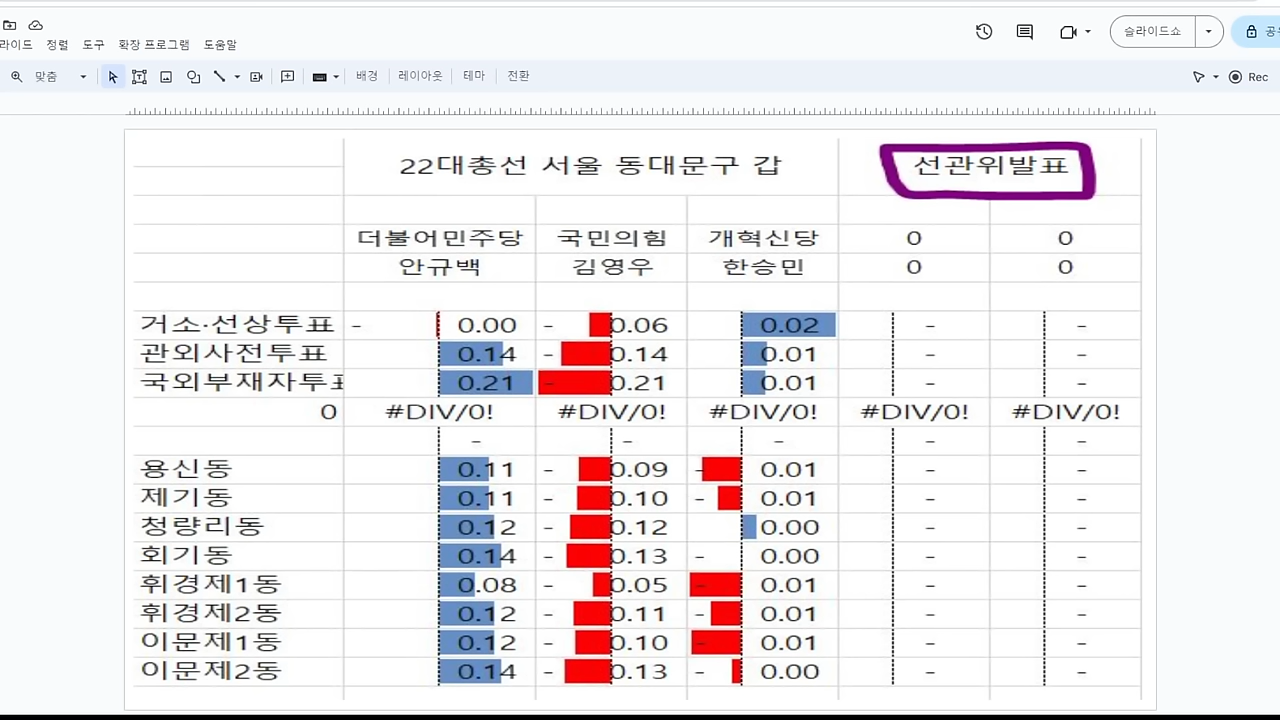 라이드 정렬 도구 확장 프로그램 도움말 슬라이드쇼
맞춤 배경 레이아웃 테마 전환 Rec
22대총선 서울 동대문구 갑 선관위발표
더불어민주당 국민의힘 개혁신당 0 0
안규백 김영우 한승민 0 0
거소·선상투표 - 0.00 - 0.06 0.02 - -
관외사전투표 0.14 - 0.14 0.01 - -
국외부재자투표 0.21 - 0.21 0.01 - -
0 #DIV/0! #DIV/0! #DIV/0! #DIV/0! #DIV/0!
- - - - -
용신동 0.11 - 0.09 - 0.01 - -
제기동 0.11 - 0.10 - 0.01 - -
청량리동 0.12 - 0.12 0.00 - -
회기동 0.14 - 0.13 - 0.00 - -
휘경제1동 0.08 - 0.05 - 0.01 - -
휘경제2동 0.12 - 0.11 - 0.01 - -
이문제1동 0.12 - 0.10 - 0.01 - -
이문제2동 0.14 - 0.13 - 0.00 - -